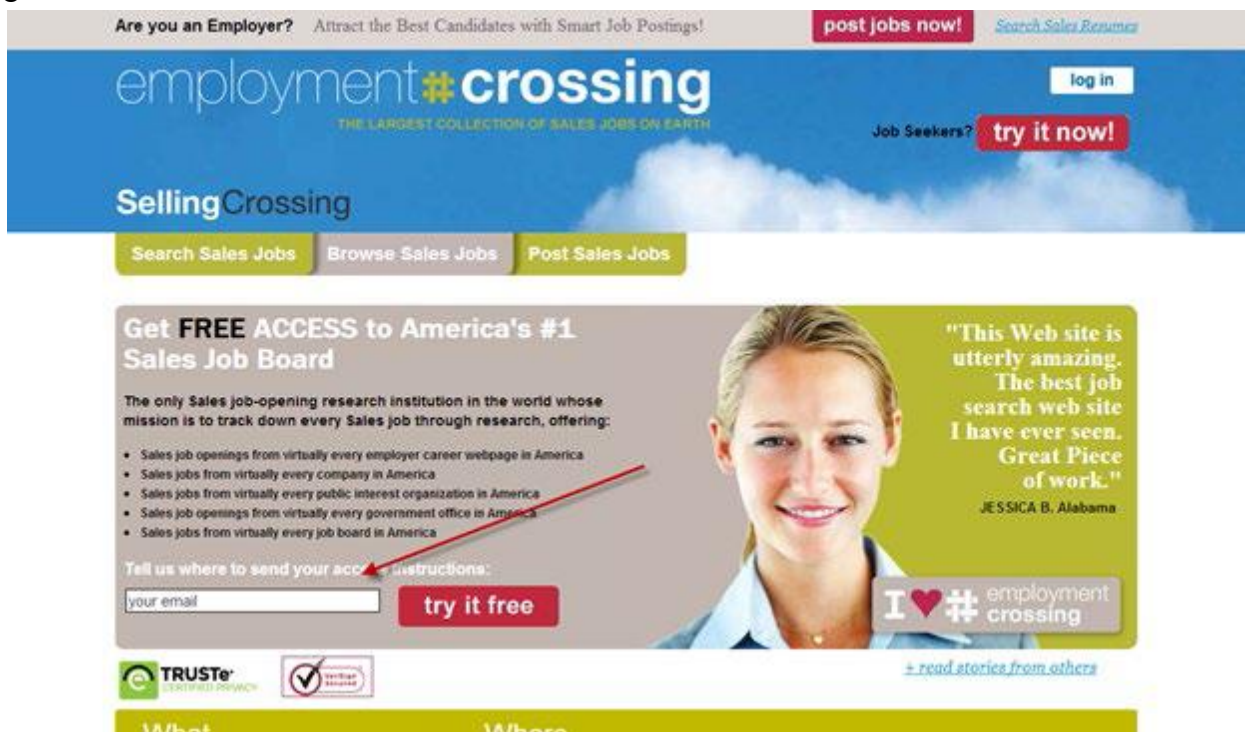 Are you an Employer? Attract the Best Candidates with Smart Job Postings! post jobs now! Search Sales Resumes
employment crossing
THE LARGEST COLLECTION OF SALES JOBS ON EARTH
log in
Job Seekers? try it now!
SellingCrossing
Search Sales Jobs Browse Sales Jobs Post Sales Jobs
Get FREE ACCESS to America's #1
Sales Job Board
The only Sales job-opening research institution in the world whose
mission is to track down every Sales job through research, offering:
• Sales job openings from virtually every employer career webpage in America
• Sales jobs from virtually every company in America
• Sales jobs from virtually every public interest organization in America
• Sales job openings from virtually every government office in America
• Sales jobs from virtually every job board in America
Tell us where to send your access instructions:
your email
try it free
"This Web site is
utterly amazing.
The best job
search web site
I have ever seen.
Great Piece
of work."
JESSICA B. Alabama
I ♥ # employment
crossing
TRUSTe
CERTIFIED PRIVACY
VeriSign
Secured
+ read stories from others
What Where